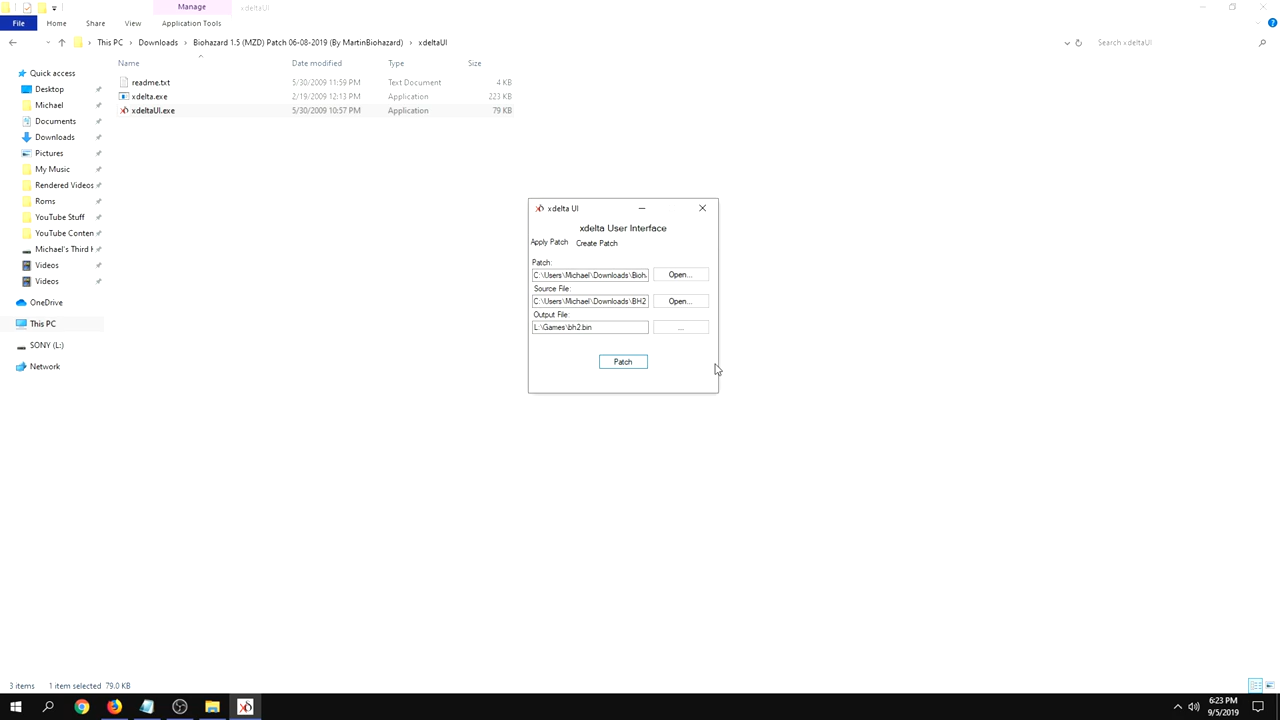 Manage
xdeltaUI
File
Home
Share
View
Application Tools
This PC
Downloads
Biohazard 1.5 (MZD) Patch 06-08-2019 (By MartinBiohazard)
xdeltaUI
Search xdeltaUI
Name
Date modified
Type
Size
readme.txt
5/30/2009 11:59 PM
Text Document
4 KB
xdelta.exe
2/19/2009 12:13 PM
Application
223 KB
xdeltaUI.exe
5/30/2009 10:57 PM
Application
79 KB
Quick access
Desktop
Michael
Documents
Downloads
Pictures
My Music
Rendered Videos
Roms
YouTube Stuff
YouTube Conten
Michael's Third H
Videos
Videos
OneDrive
This PC
SONY (L:)
Network
xdelta UI
xdelta User Interface
Apply Patch
Create Patch
Patch:
C:\Users\Michael\Downloads\Bioh
Open...
Source File:
C:\Users\Michael\Downloads\BH2
Open...
Output File:
L:\Games\bh2.bin
...
Patch
3 items
1 item selected 79.0 KB
6:23 PM
9/5/2019